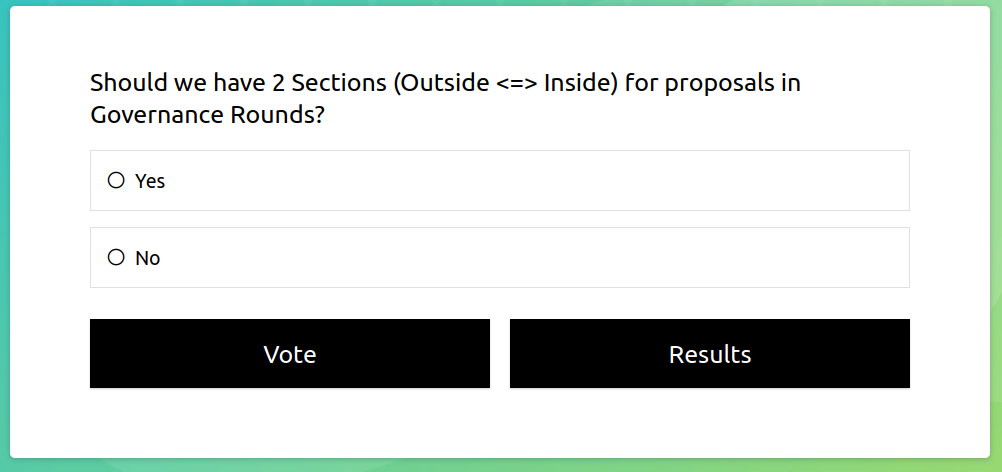 Should we have 2 Sections (Outside <=> Inside) for proposals in
Governance Rounds?
Yes
No
Vote
Results